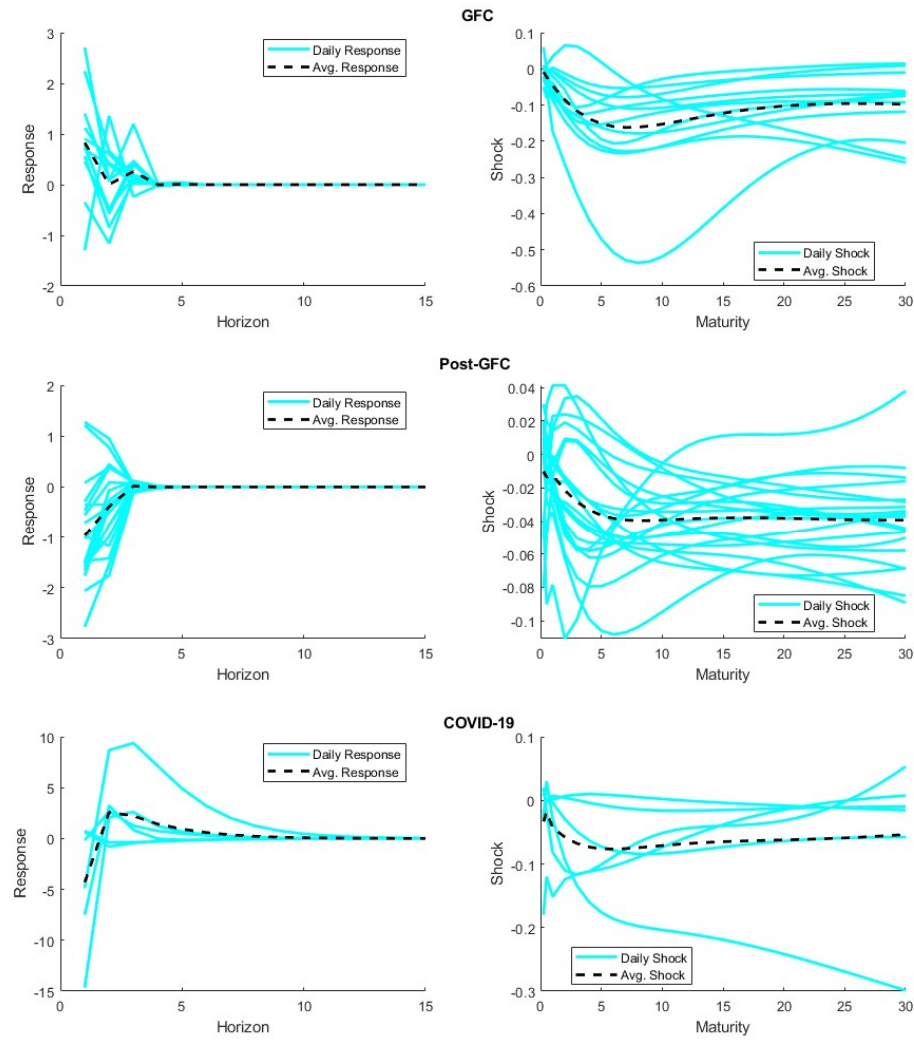 GFC
3
2
1
0
-1
-2
Response
0
5
10
15
Horizon
Daily Response
Avg. Response
0.1
0
-0.1
-0.2
-0.3
-0.4
-0.5
-0.6
Shock
0
5
10
15
20
25
30
Maturity
Daily Shock
Avg. Shock
Post-GFC
2
1
0
-1
-2
-3
Response
0
5
10
15
Horizon
Daily Response
Avg. Response
0.04
0.02
0
-0.02
-0.04
-0.06
-0.08
-0.1
Shock
0
5
10
15
20
25
30
Maturity
Daily Shock
Avg. Shock
COVID-19
10
5
0
-5
-10
-15
Response
0
5
10
15
Horizon
Daily Response
Avg. Response
0.1
0
-0.1
-0.2
-0.3
Shock
0
5
10
15
20
25
30
Maturity
Daily Shock
Avg. Shock